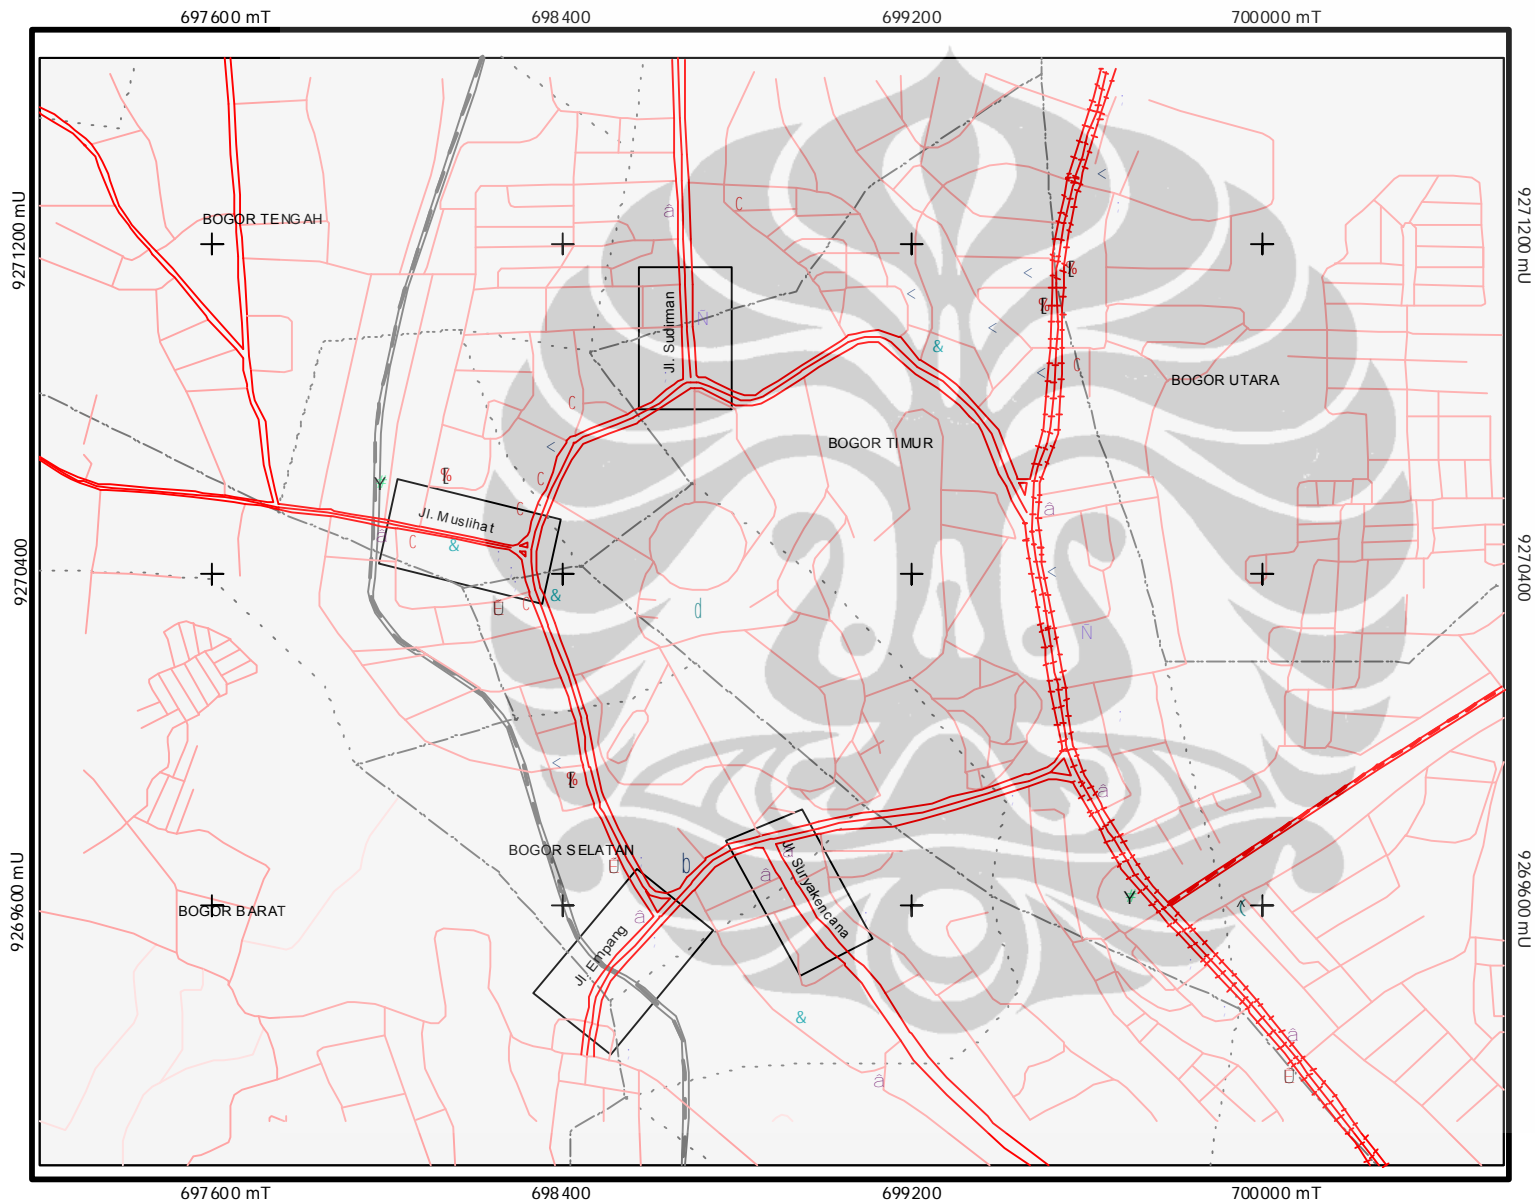 697600 mT
698400
699200
700000 mT
9271200 mU
9271200 mU
BOGOR TENGAH
Jl. Sudirman
BOGOR UTARA
BOGOR TIMUR
Jl. Muslihat
9270400
9270400
BOGOR SELATAN
Jl. Suryakencana
BOGOR BARAT
9269600 mU
9269600 mU
Jl. Empang
697600 mT
698400
699200
700000 mT